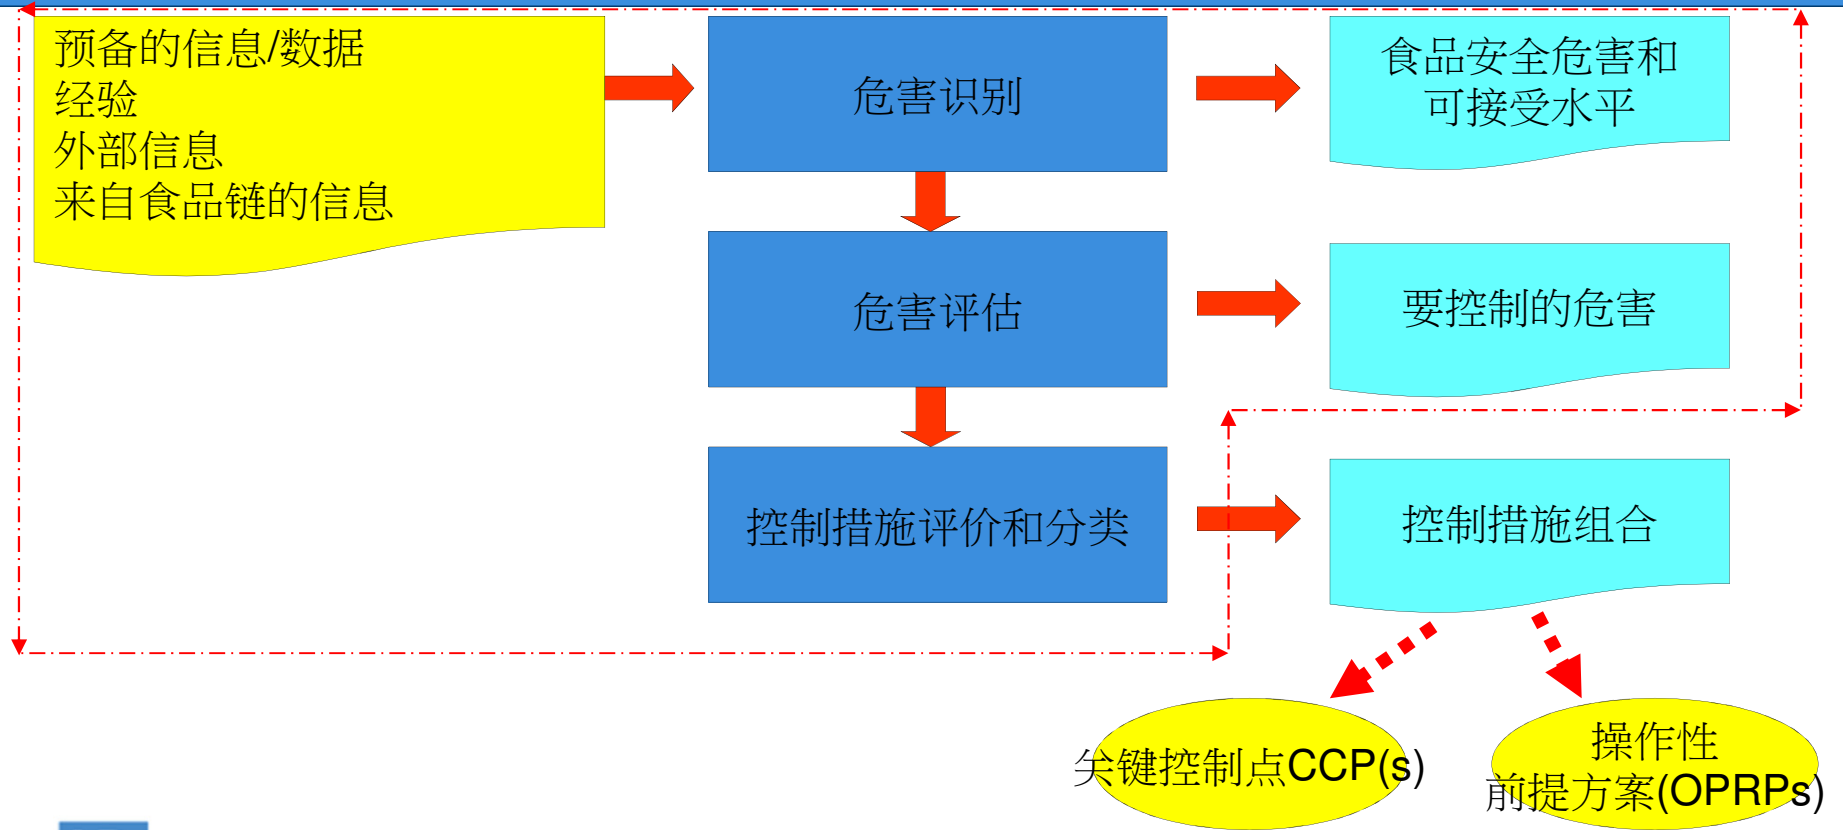 预备的信息/数据
经验
外部信息
来自食品链的信息
危害识别
食品安全危害和
可接受水平
危害评估
要控制的危害
控制措施评价和分类
控制措施组合
关键控制点CCP(s)
操作性
前提方案(OPRPs)